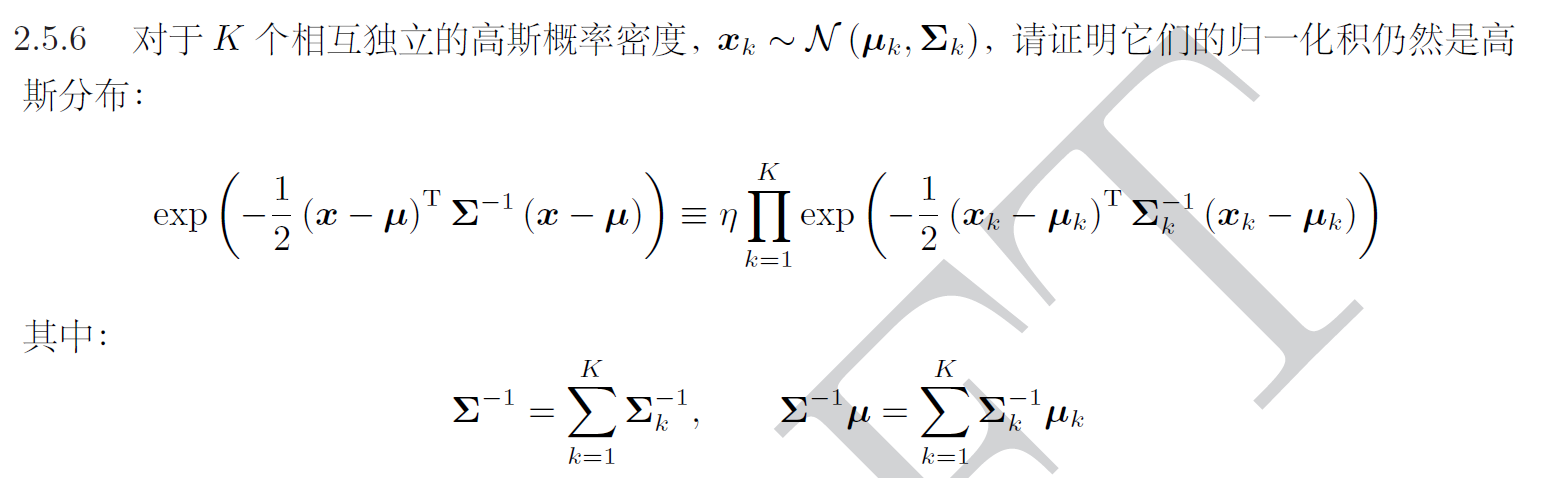 2.5.6 对于 K 个相互独立的高斯概率密度，x_k ∼ N (μ_k, Σ_k)，请证明它们的归一化积仍然是高
斯分布：
exp(−1/2 (x − μ)^T Σ^{−1} (x − μ)) ≡ η ∏_{k=1}^{K} exp(−1/2 (x_k − μ_k)^T Σ_k^{−1} (x_k − μ_k))
其中：
Σ^{−1} = ∑_{k=1}^{K} Σ_k^{−1}, Σ^{−1}μ = ∑_{k=1}^{K} Σ_k^{−1}μ_k